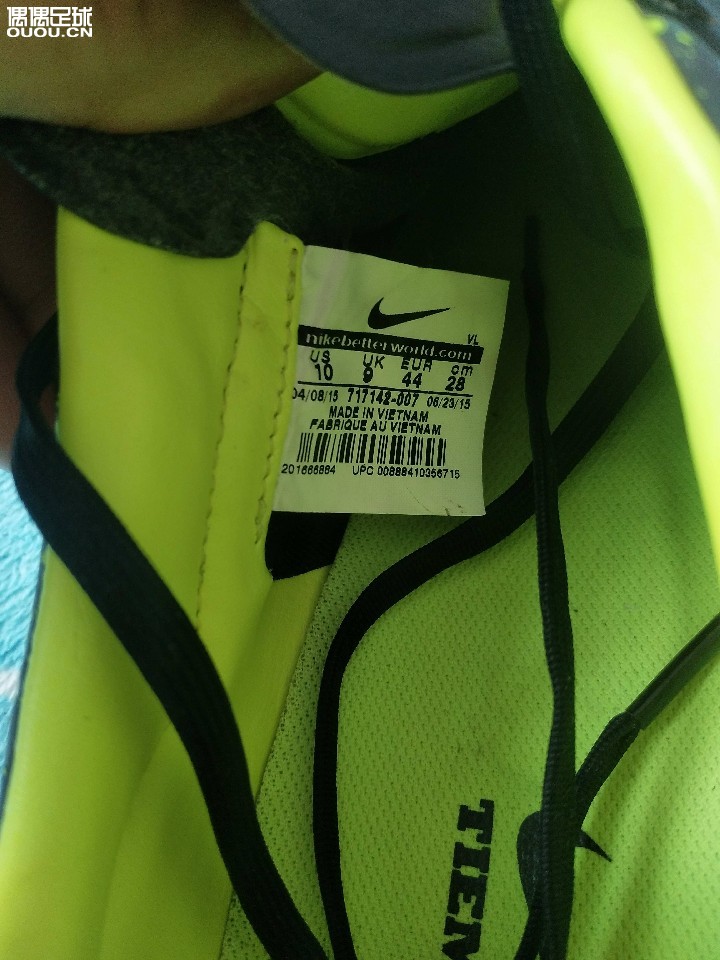 偶偶足球
OUOU.CN
VL
nikebetterworld.com
US UK EUR cm
10 9 44 28
04/08/15 717142-007 06/23/15
MADE IN VIETNAM
FABRIQUE AU VIETNAM
201666884 UPC 00888410356715
TIEM